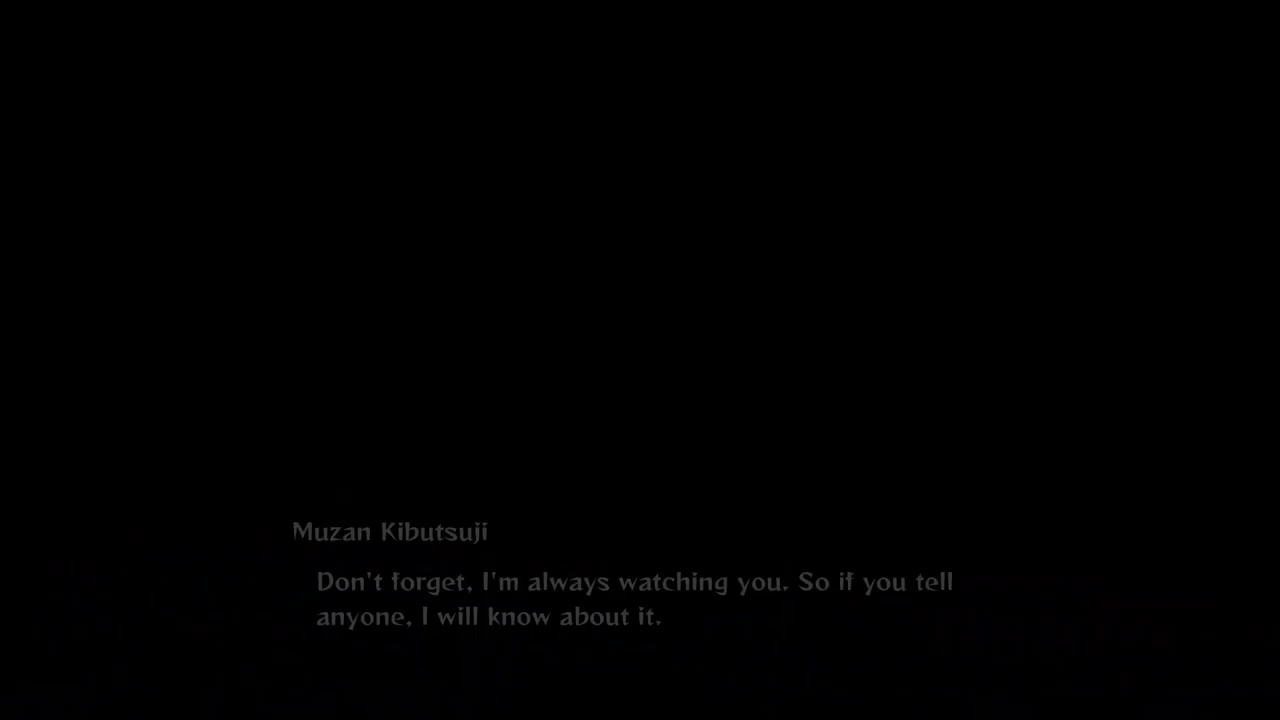 Muzan Kibutsuji
Don't forget, I'm always watching you. So if you tell
anyone, I will know about it.